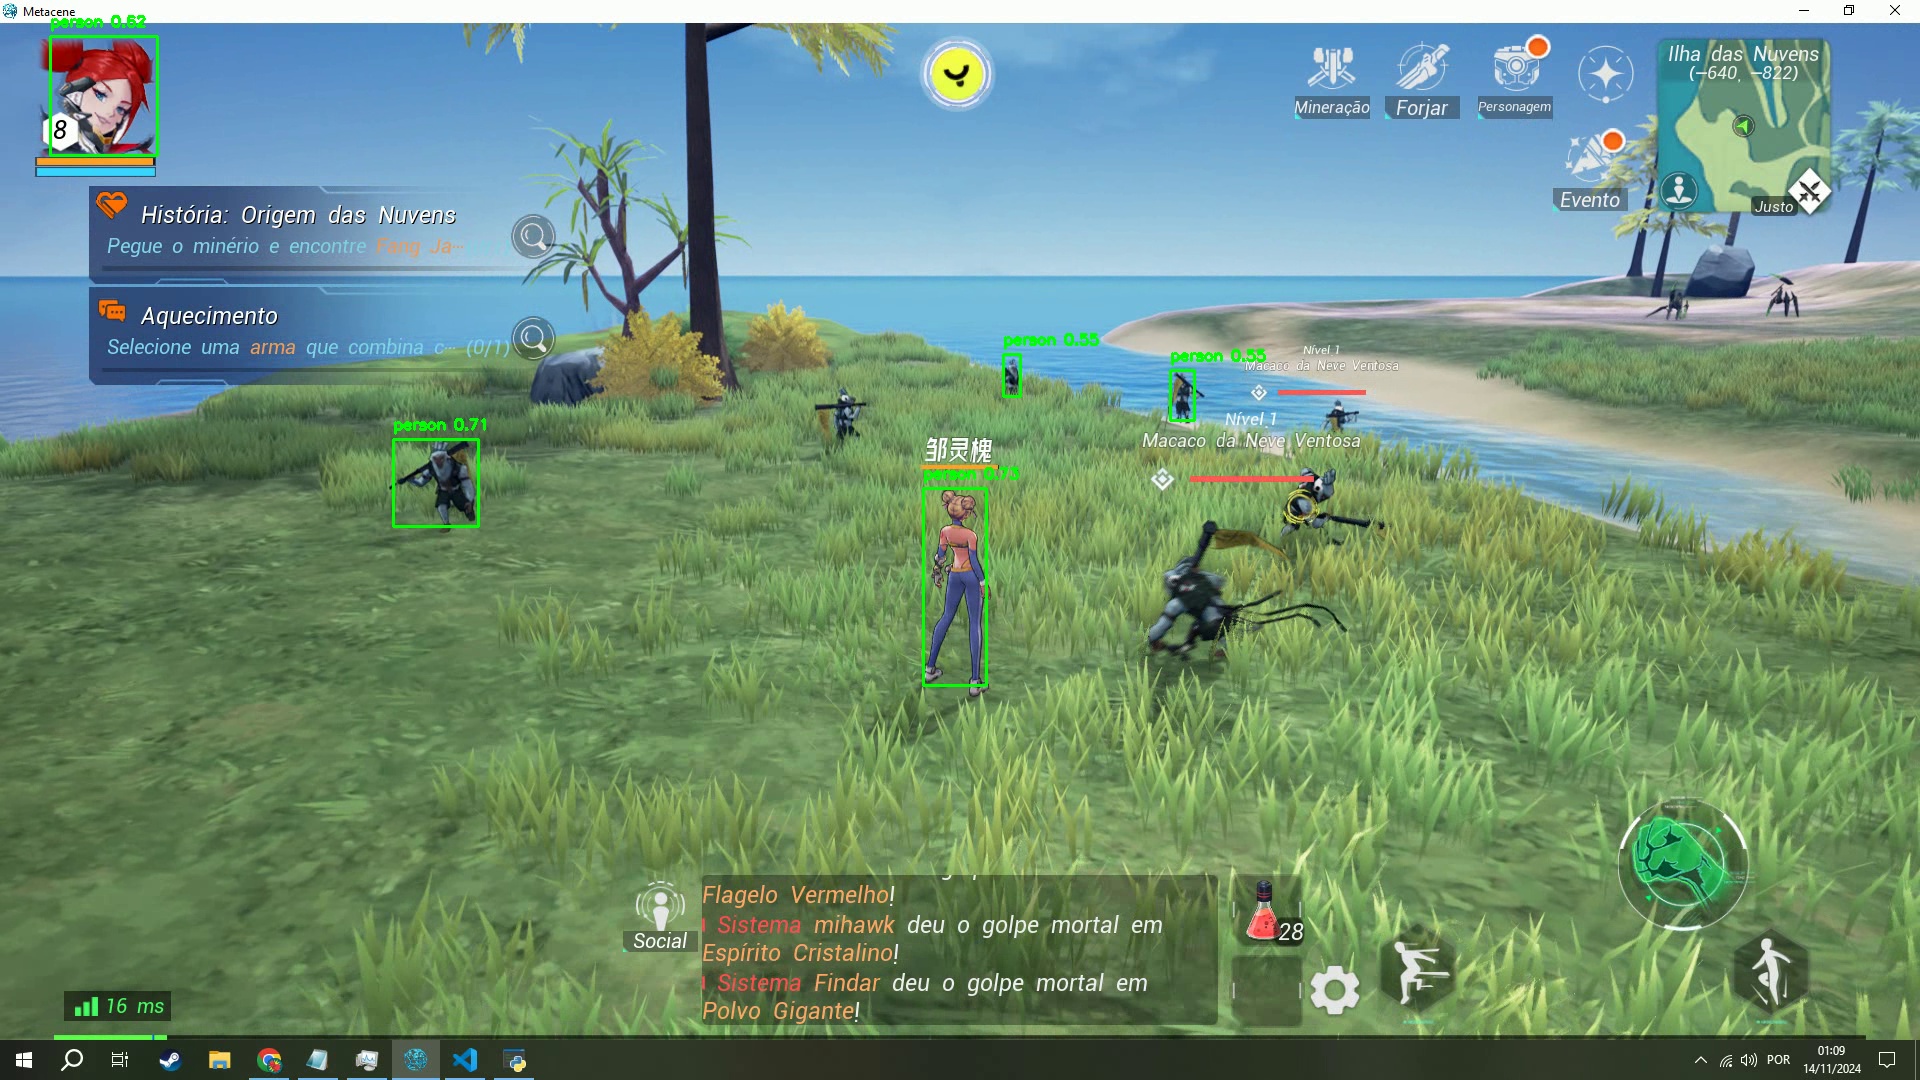 Metacene
person 0.62
8
História: Origem das Nuvens
Pegue o minério e encontre Fang Ja...
Aquecimento
Selecione uma arma que combina c... (0/1)
Mineração
Forjar
Personagem
Evento
Ilha das Nuvens
(-640, -822)
Justo
person 0.55
person 0.55
Nível 1
Macaco da Neve Ventosa
Nível 1
Macaco da Neve Ventosa
person 0.71
邹灵槐
person 0.73
Social
Flagelo Vermelho!
Sistema mihawk deu o golpe mortal em
Espírito Cristalino!
Sistema Findar deu o golpe mortal em
Polvo Gigante!
28
16 ms
POR
01:09
14/11/2024